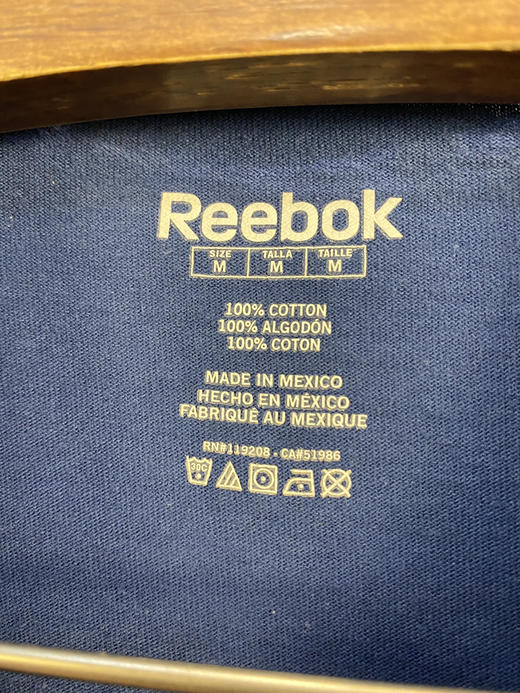 Reebok
SIZE TALLA TAILLE
M M M
100% COTTON
100% ALGODÓN
100% COTON
MADE IN MEXICO
HECHO EN MÉXICO
FABRIQUÉ AU MEXIQUE
RN#119208 - CA#51986
30C